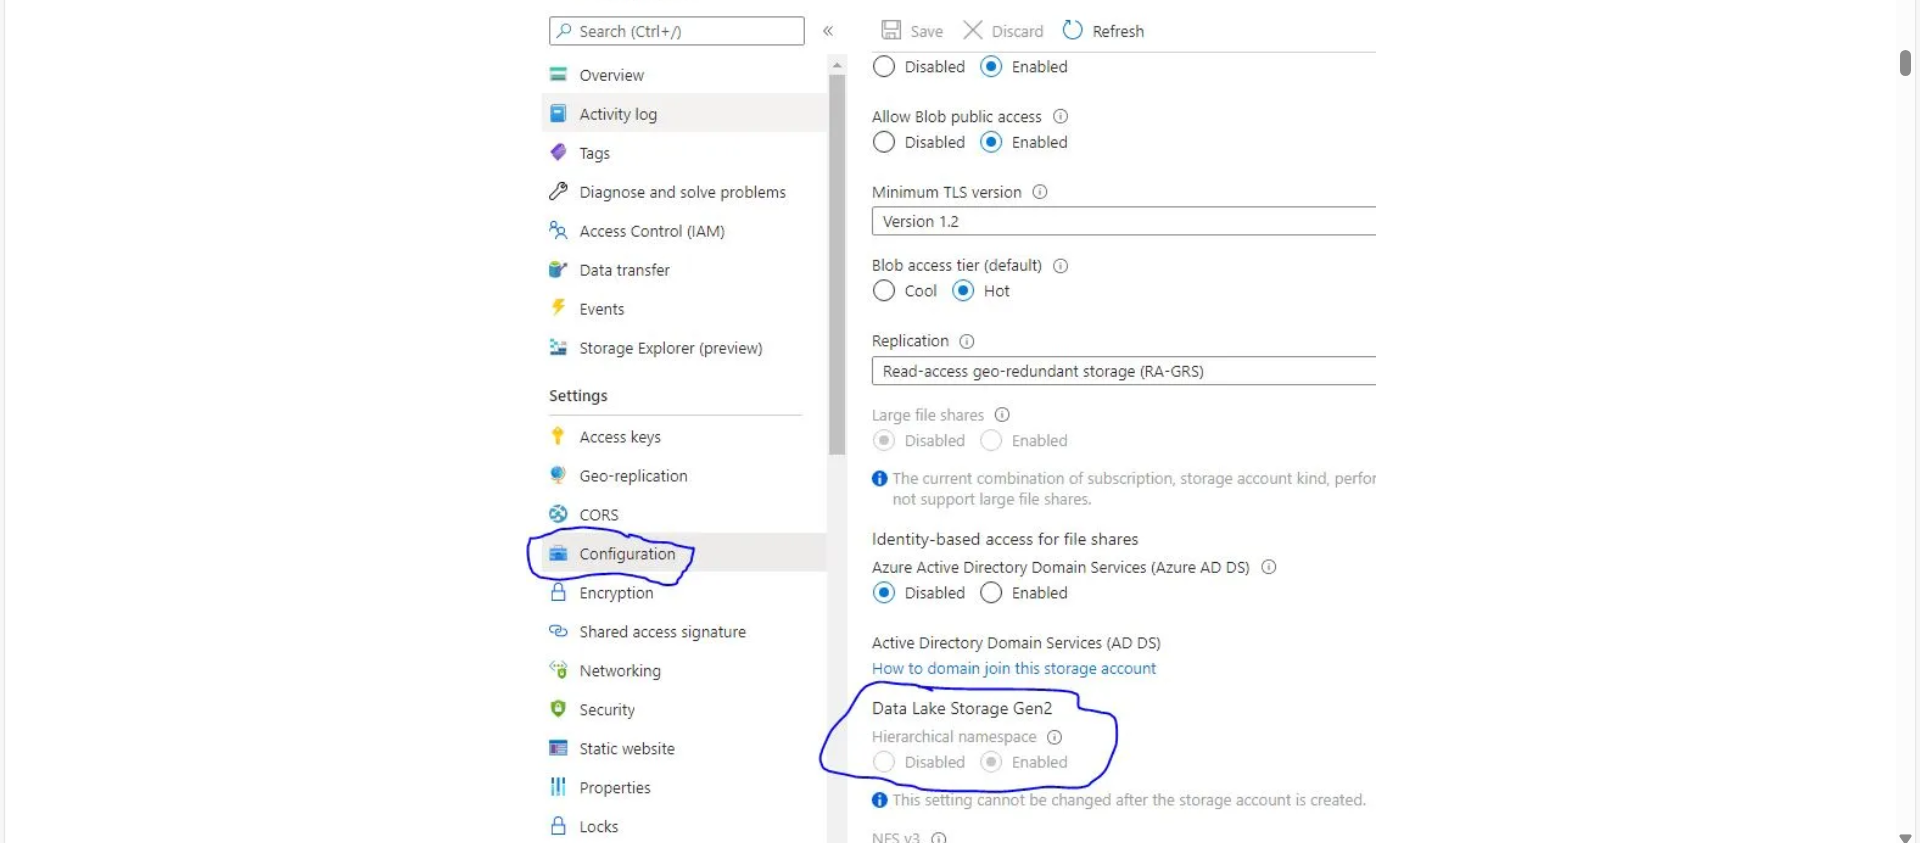 Search (Ctrl+/)
«
Overview
Activity log
Tags
Diagnose and solve problems
Access Control (IAM)
Data transfer
Events
Storage Explorer (preview)
Settings
Access keys
Geo-replication
CORS
Configuration
Encryption
Shared access signature
Networking
Security
Static website
Properties
Locks
Save Discard Refresh
Disabled Enabled
Allow Blob public access
Disabled Enabled
Minimum TLS version
Version 1.2
Blob access tier (default)
Cool Hot
Replication
Read-access geo-redundant storage (RA-GRS)
Large file shares
Disabled Enabled
The current combination of subscription, storage account kind, perfor
not support large file shares.
Identity-based access for file shares
Azure Active Directory Domain Services (Azure AD DS)
Disabled Enabled
Active Directory Domain Services (AD DS)
How to domain join this storage account
Data Lake Storage Gen2
Hierarchical namespace
Disabled Enabled
This setting cannot be changed after the storage account is created.
NFS v3